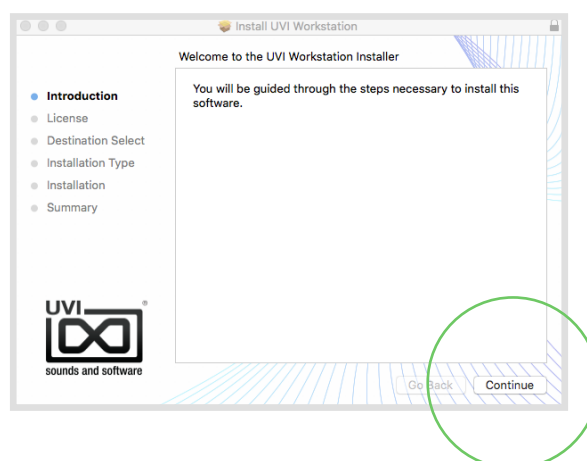 Install UVI Workstation
Welcome to the UVI Workstation Installer
You will be guided through the steps necessary to install this
software.
Introduction
License
Destination Select
Installation Type
Installation
Summary
UVI®
sounds and software
Go Back
Continue